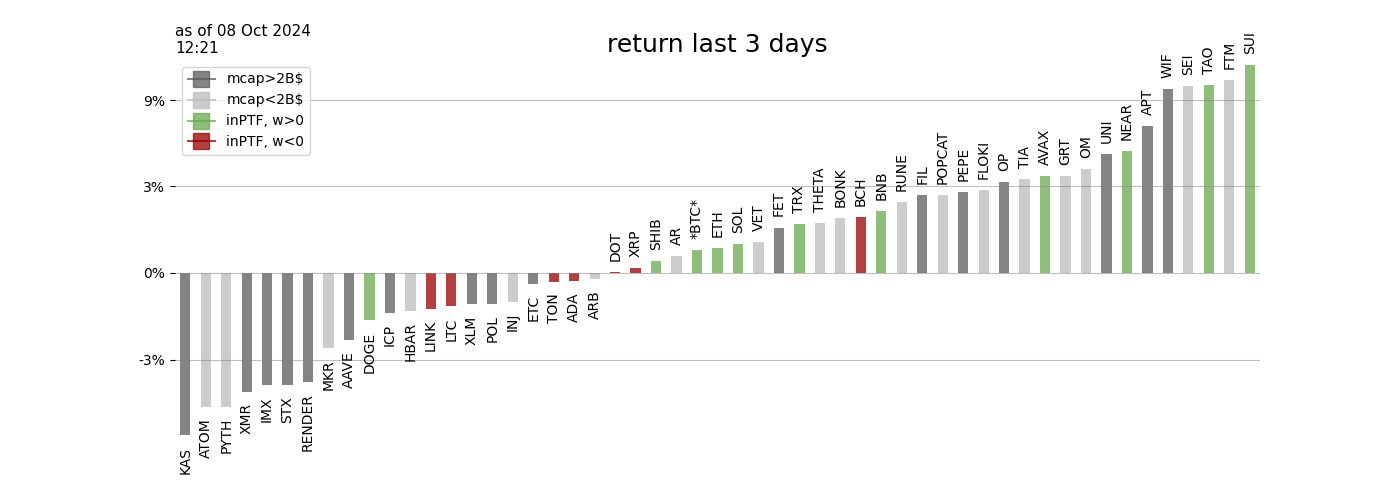 as of 08 Oct 2024
12:21
return last 3 days
mcap>2B$
mcap<2B$
inPTF, w>0
inPTF, w<0
9%
3%
0%
-3%
KAS
ATOM
PYTH
XMR
IMX
STX
RENDER
MKR
AAVE
DOGE
ICP
HBAR
LINK
LTC
XLM
POL
INJ
ETC
TON
ADA
ARB
DOT
XRP
SHIB
AR
*BTC*
ETH
SOL
VET
FET
TRX
THETA
BONK
BCH
BNB
RUNE
FIL
POPCAT
PEPE
FLOKI
OP
TIA
AVAX
GRT
OM
UNI
NEAR
APT
WIF
SEI
TAO
FTM
SUI